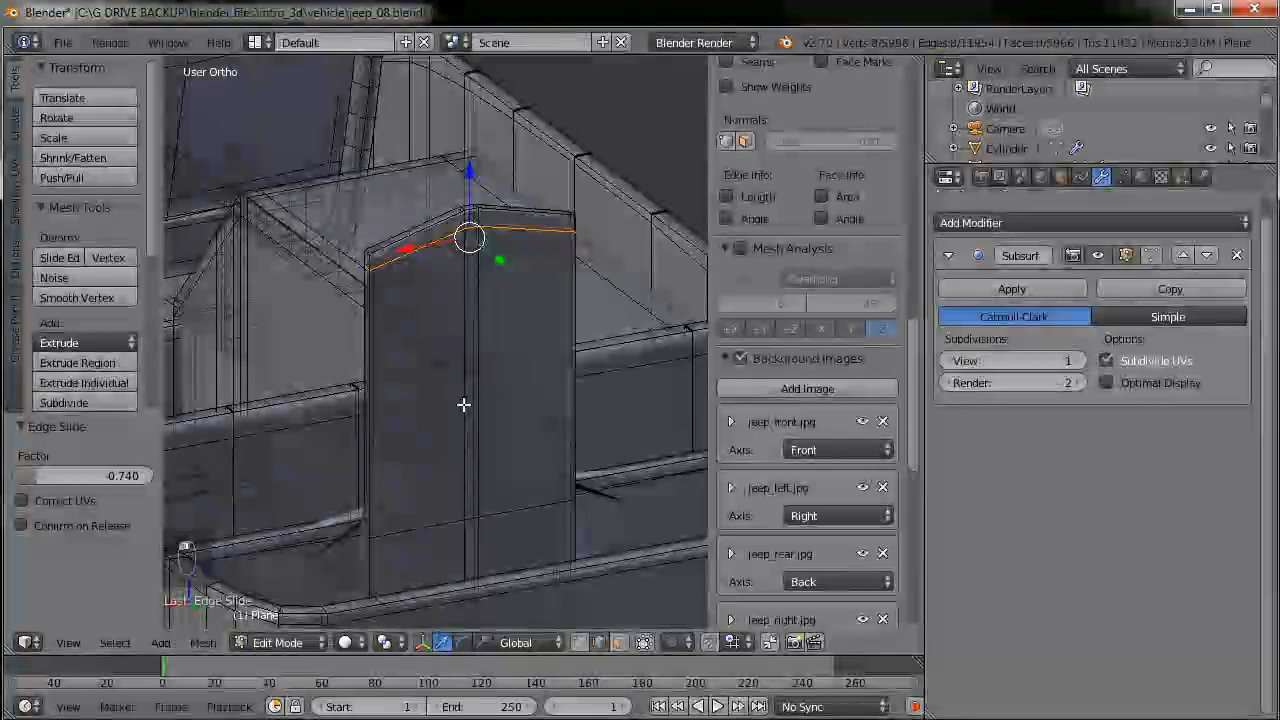 Blender* [C:\G DRIVE BACKUP\blender files\intro_3d\vehicle\jeep_08.blend]
File Render Window Help Default Scene Blender Render
User Ortho
Transform
Translate
Rotate
Scale
Shrink/Fatten
Push/Pull
Mesh Tools
Deform:
Slide Ed Vertex
Noise
Smooth Vertex
Add:
Extrude
Extrude Region
Extrude Individual
Subdivide
Edge Slide
Factor
-0.740
Correct UVs
Confirm on Release
Tools
Create
Options
Grease Pencil
Last: Edge Slide
(1) Plane
Seams Face Marks
Show Weights
Normals:
Edge Info: Face Info:
Length Area
Angle Angle
Mesh Analysis
Overhang
Background Images
Add Image
jeep_front.jpg
Axis: Front
jeep_left.jpg
Axis: Right
jeep_rear.jpg
Axis: Back
jeep_right.jpg
View Search All Scenes
RenderLayers
World
Camera
Cylinder
Add Modifier
Subsurf
Apply Copy
Catmull-Clark Simple
Subdivisions: Options:
View: 1 Subdivide UVs
Render: 2 Optimal Display
View Select Add Mesh Edit Mode Global
40 20 0 20 40 60 80 100 120 140 160 180 200 220 240 260
View Marker Frame Playback Start: 1 End: 250 1 No Sync